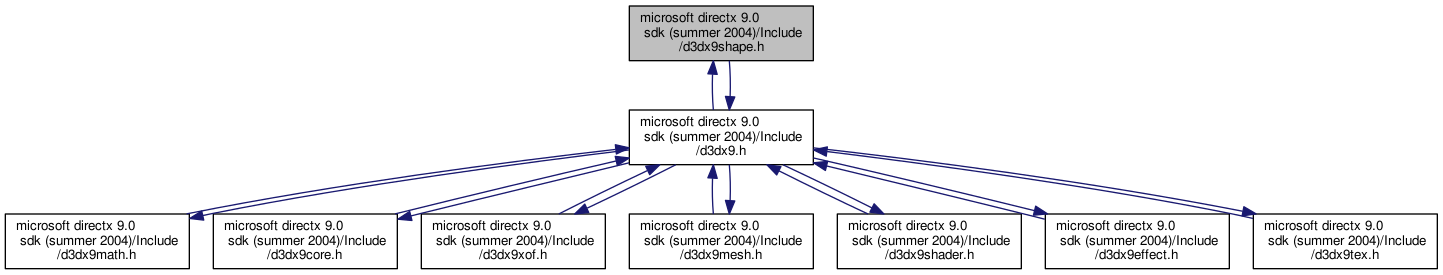 microsoft directx 9.0
sdk (summer 2004)/Include
/d3dx9shape.h
microsoft directx 9.0
sdk (summer 2004)/Include
/d3dx9.h
microsoft directx 9.0
sdk (summer 2004)/Include
/d3dx9math.h
microsoft directx 9.0
sdk (summer 2004)/Include
/d3dx9core.h
microsoft directx 9.0
sdk (summer 2004)/Include
/d3dx9xof.h
microsoft directx 9.0
sdk (summer 2004)/Include
/d3dx9mesh.h
microsoft directx 9.0
sdk (summer 2004)/Include
/d3dx9shader.h
microsoft directx 9.0
sdk (summer 2004)/Include
/d3dx9effect.h
microsoft directx 9.0
sdk (summer 2004)/Include
/d3dx9tex.h